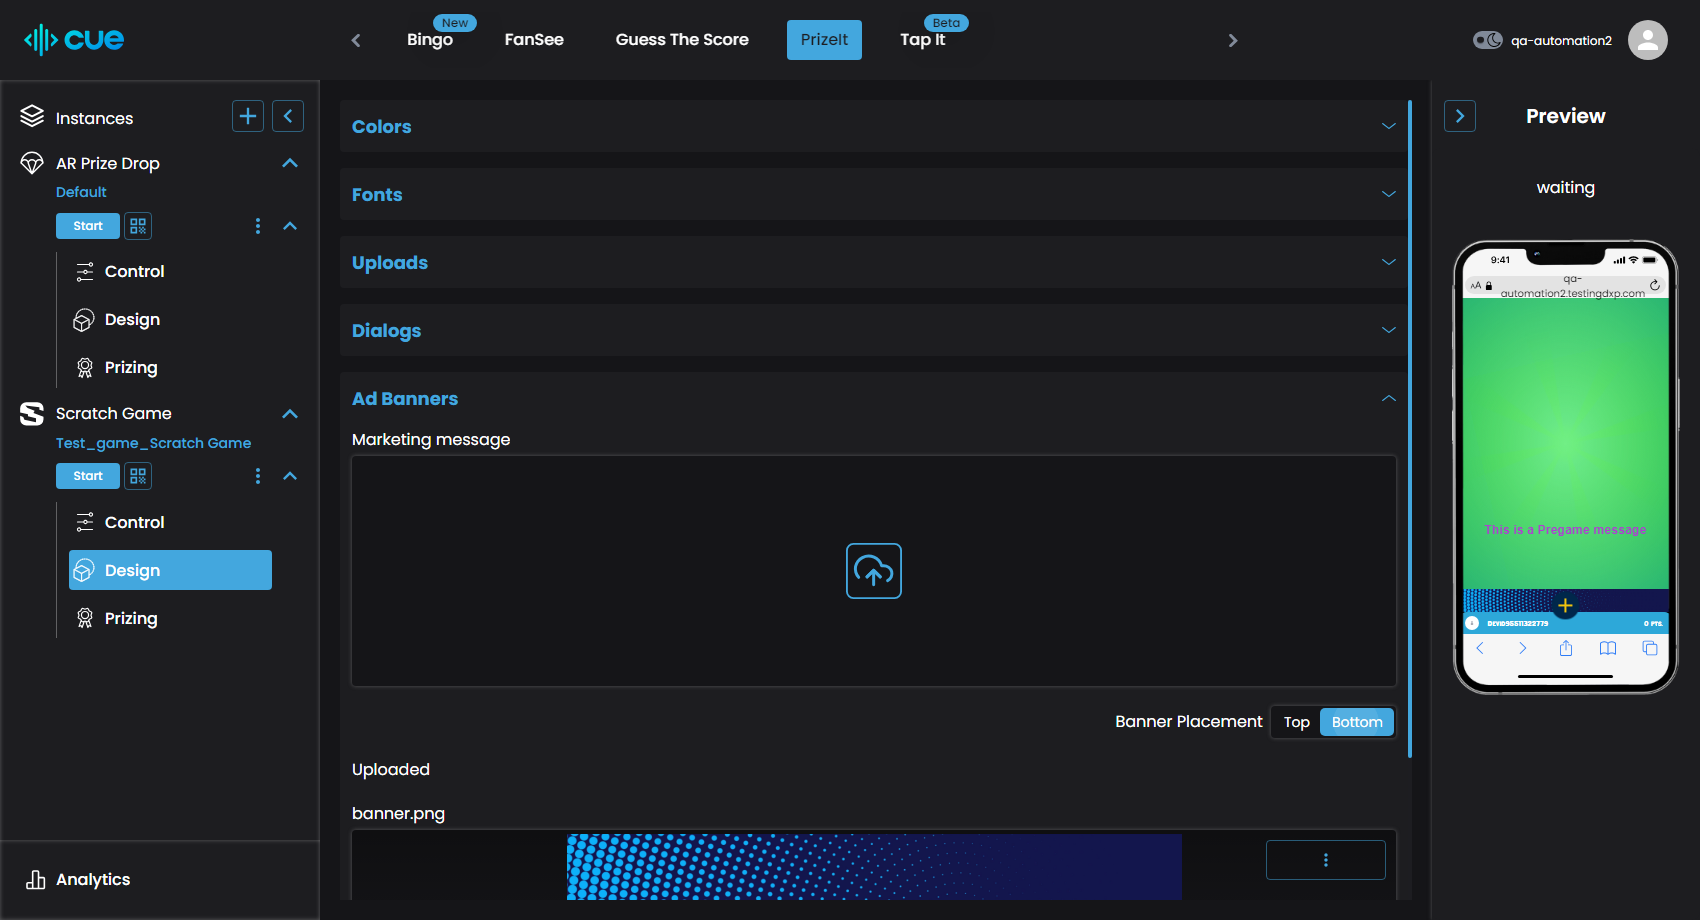 cue
New
Bingo
FanSee
Guess The Score
PrizeIt
Beta
Tap It
qa-automation2
Instances
AR Prize Drop
Default
Start
Control
Design
Prizing
Scratch Game
Test_game_Scratch Game
Start
Control
Design
Prizing
Analytics
Colors
Fonts
Uploads
Dialogs
Ad Banners
Marketing message
Banner Placement
Top
Bottom
Uploaded
banner.png
Preview
waiting
9:41
AA
qa-
automation2.testingdxp.com
This is a Pregame message
0 PTS.